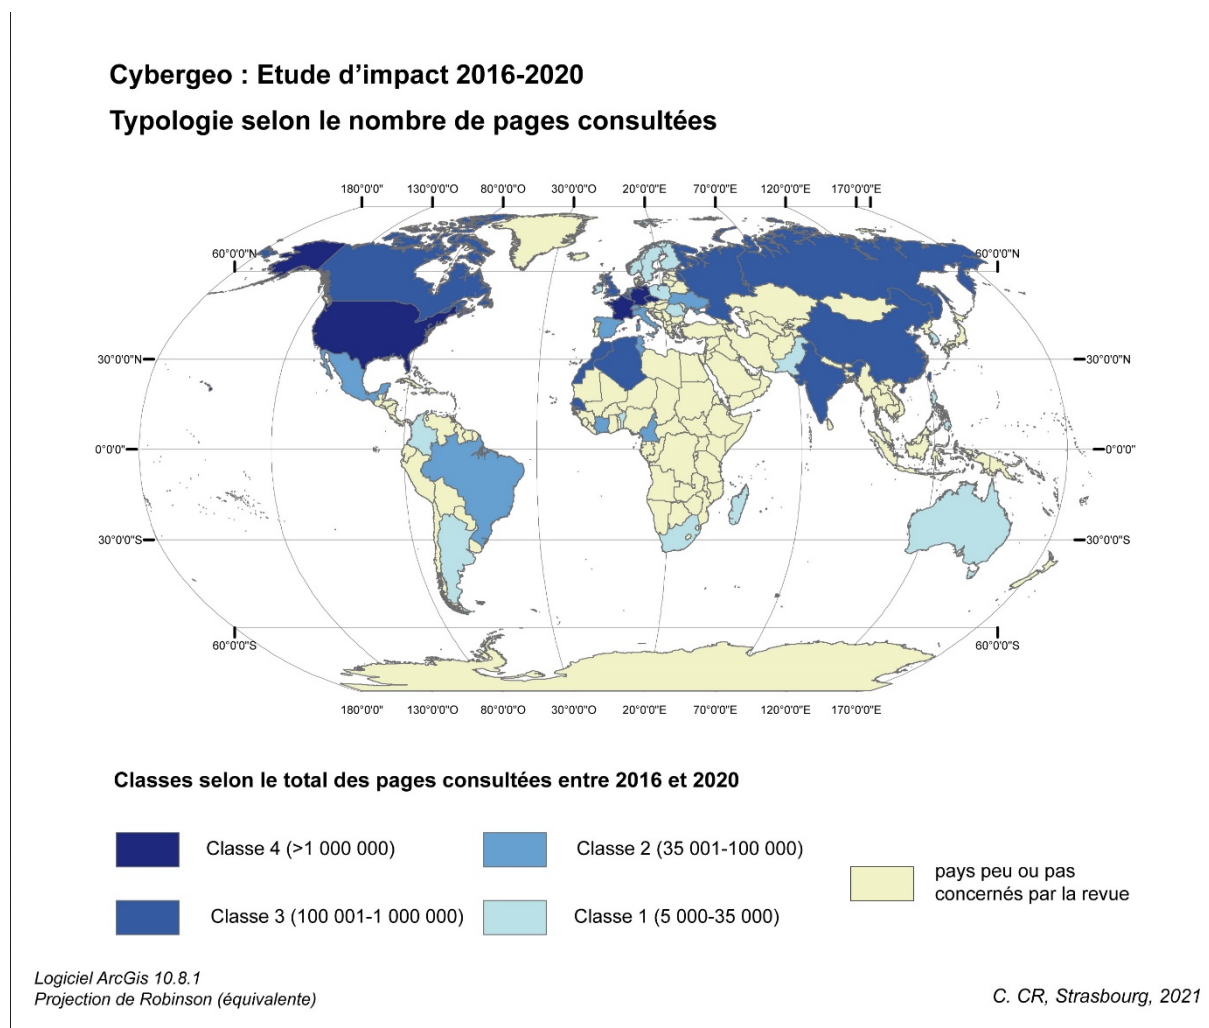 Cybergeo : Etude d’impact 2016-2020
Typologie selon le nombre de pages consultées
180°0'0" 130°0'0"O 80°0'0"O 30°0'0"O 20°0'0"E 70°0'0"E 120°0'0"E 170°0'0"E
60°0'0"N 60°0'0"N
30°0'0"N 30°0'0"N
0°0'0" 0°0'0"
30°0'0"S 30°0'0"S
60°0'0"S 60°0'0"S
180°0'0" 130°0'0"O 80°0'0"O 30°0'0"O 20°0'0"E 70°0'0"E 120°0'0"E 170°0'0"E
Classes selon le total des pages consultées entre 2016 et 2020
Classe 4 (>1 000 000) Classe 2 (35 001-100 000)
pays peu ou pas
concernés par la revue
Classe 3 (100 001-1 000 000) Classe 1 (5 000-35 000)
Logiciel ArcGis 10.8.1
Projection de Robinson (équivalente)
C. CR, Strasbourg, 2021